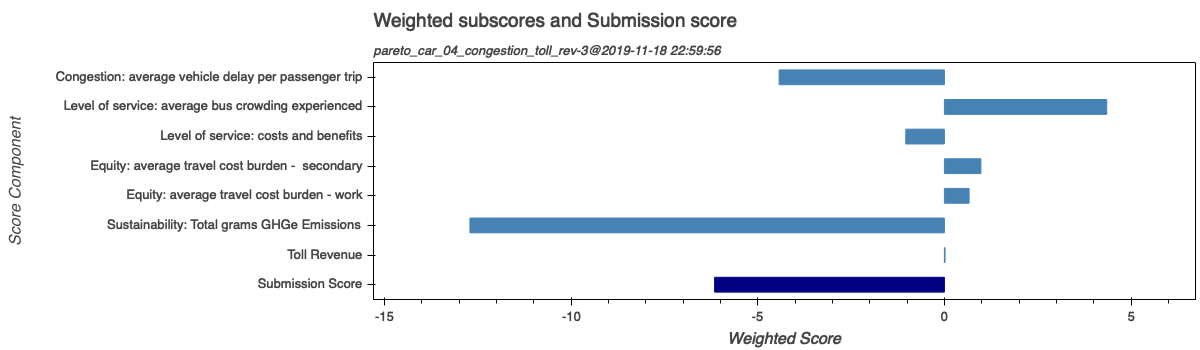 Weighted subscores and Submission score
pareto_car_04_congestion_toll_rev-3@2019-11-18 22:59:56
Score Component
Congestion: average vehicle delay per passenger trip
Level of service: average bus crowding experienced
Level of service: costs and benefits
Equity: average travel cost burden -  secondary
Equity: average travel cost burden - work
Sustainability: Total grams GHGe Emissions
Toll Revenue
Submission Score
-15 -10 -5 0 5
Weighted Score